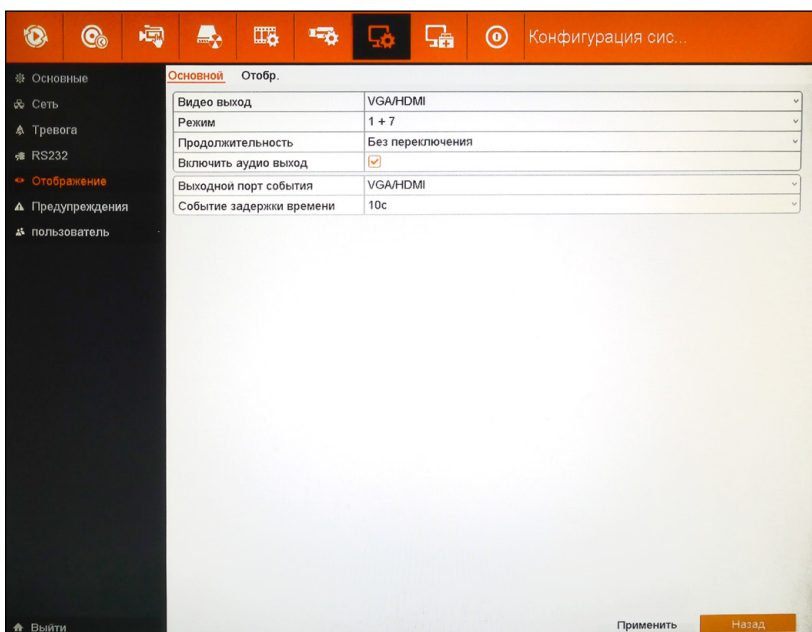 Конфигурация сис...
Основные
Сеть
Тревога
RS232
Отображение
Предупреждения
пользователь
Выйти
Основной Отобр.
Видео выход VGA/HDMI
Режим 1 + 7
Продолжительность Без переключения
Включить аудио выход
Выходной порт события VGA/HDMI
Событие задержки времени 10с
Применить Назад